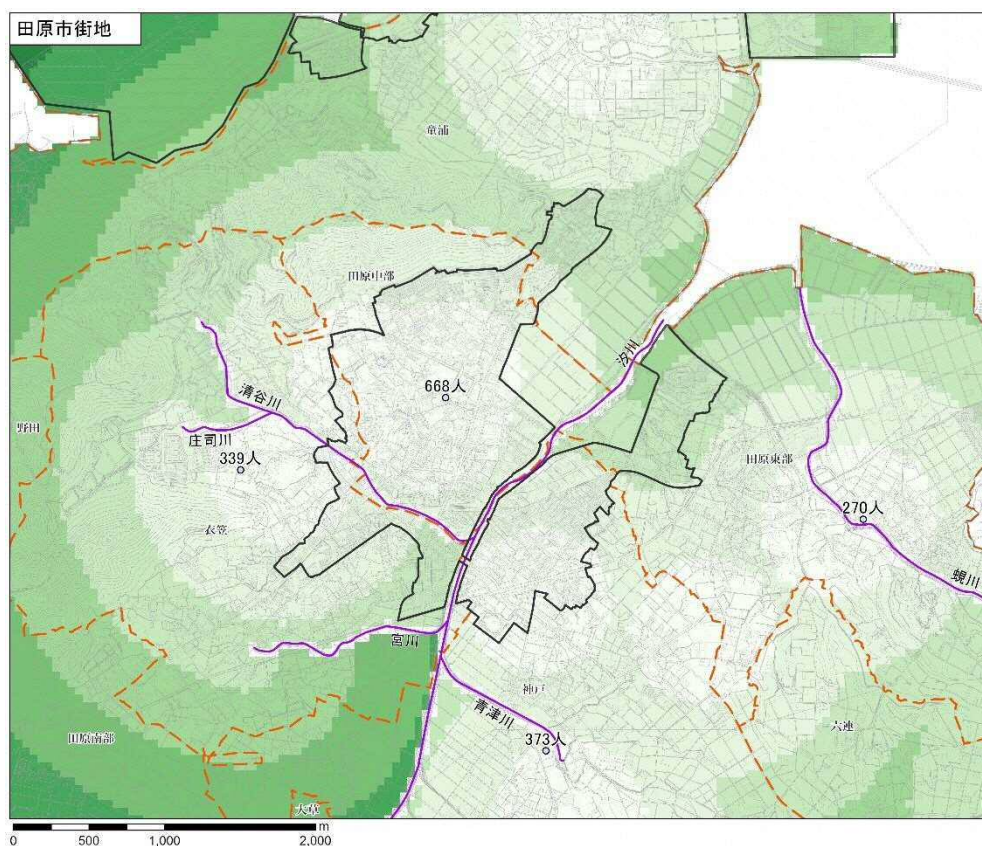 田原市街地
童浦
田原中部
汐川
668人
清谷川
野田
庄司川
339人
田原東部
270人
衣笠
蜆川
宮川
神戸
青津川
六連
田原南部
373人
大草
m
0 500 1,000 2,000